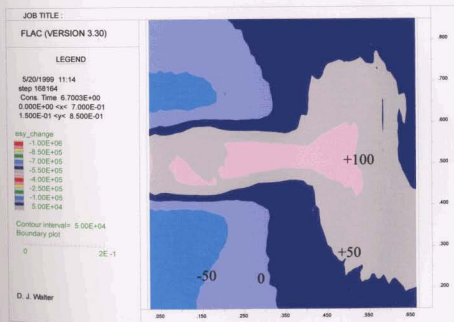 JOB TITLE :
FLAC (VERSION 3.30)
LEGEND
5/20/1999 11:14
step 168164
Cons. Time 6.7003E+00
0.000E+00 <x< 7.000E-01
1.500E-01 <y< 8.500E-01
esy_change
-1.00E+06
-8.50E+05
-7.00E+05
-5.50E+05
-4.00E+05
-2.50E+05
-1.00E+05
5.00E+04
Contour interval= 5.00E+04
Boundary plot
0 2E -1
D. J. Walter
+100
+50
-50
0
.800
.700
.600
.500
.400
.300
.200
.050 .150 .250 .350 .450 .550 .650